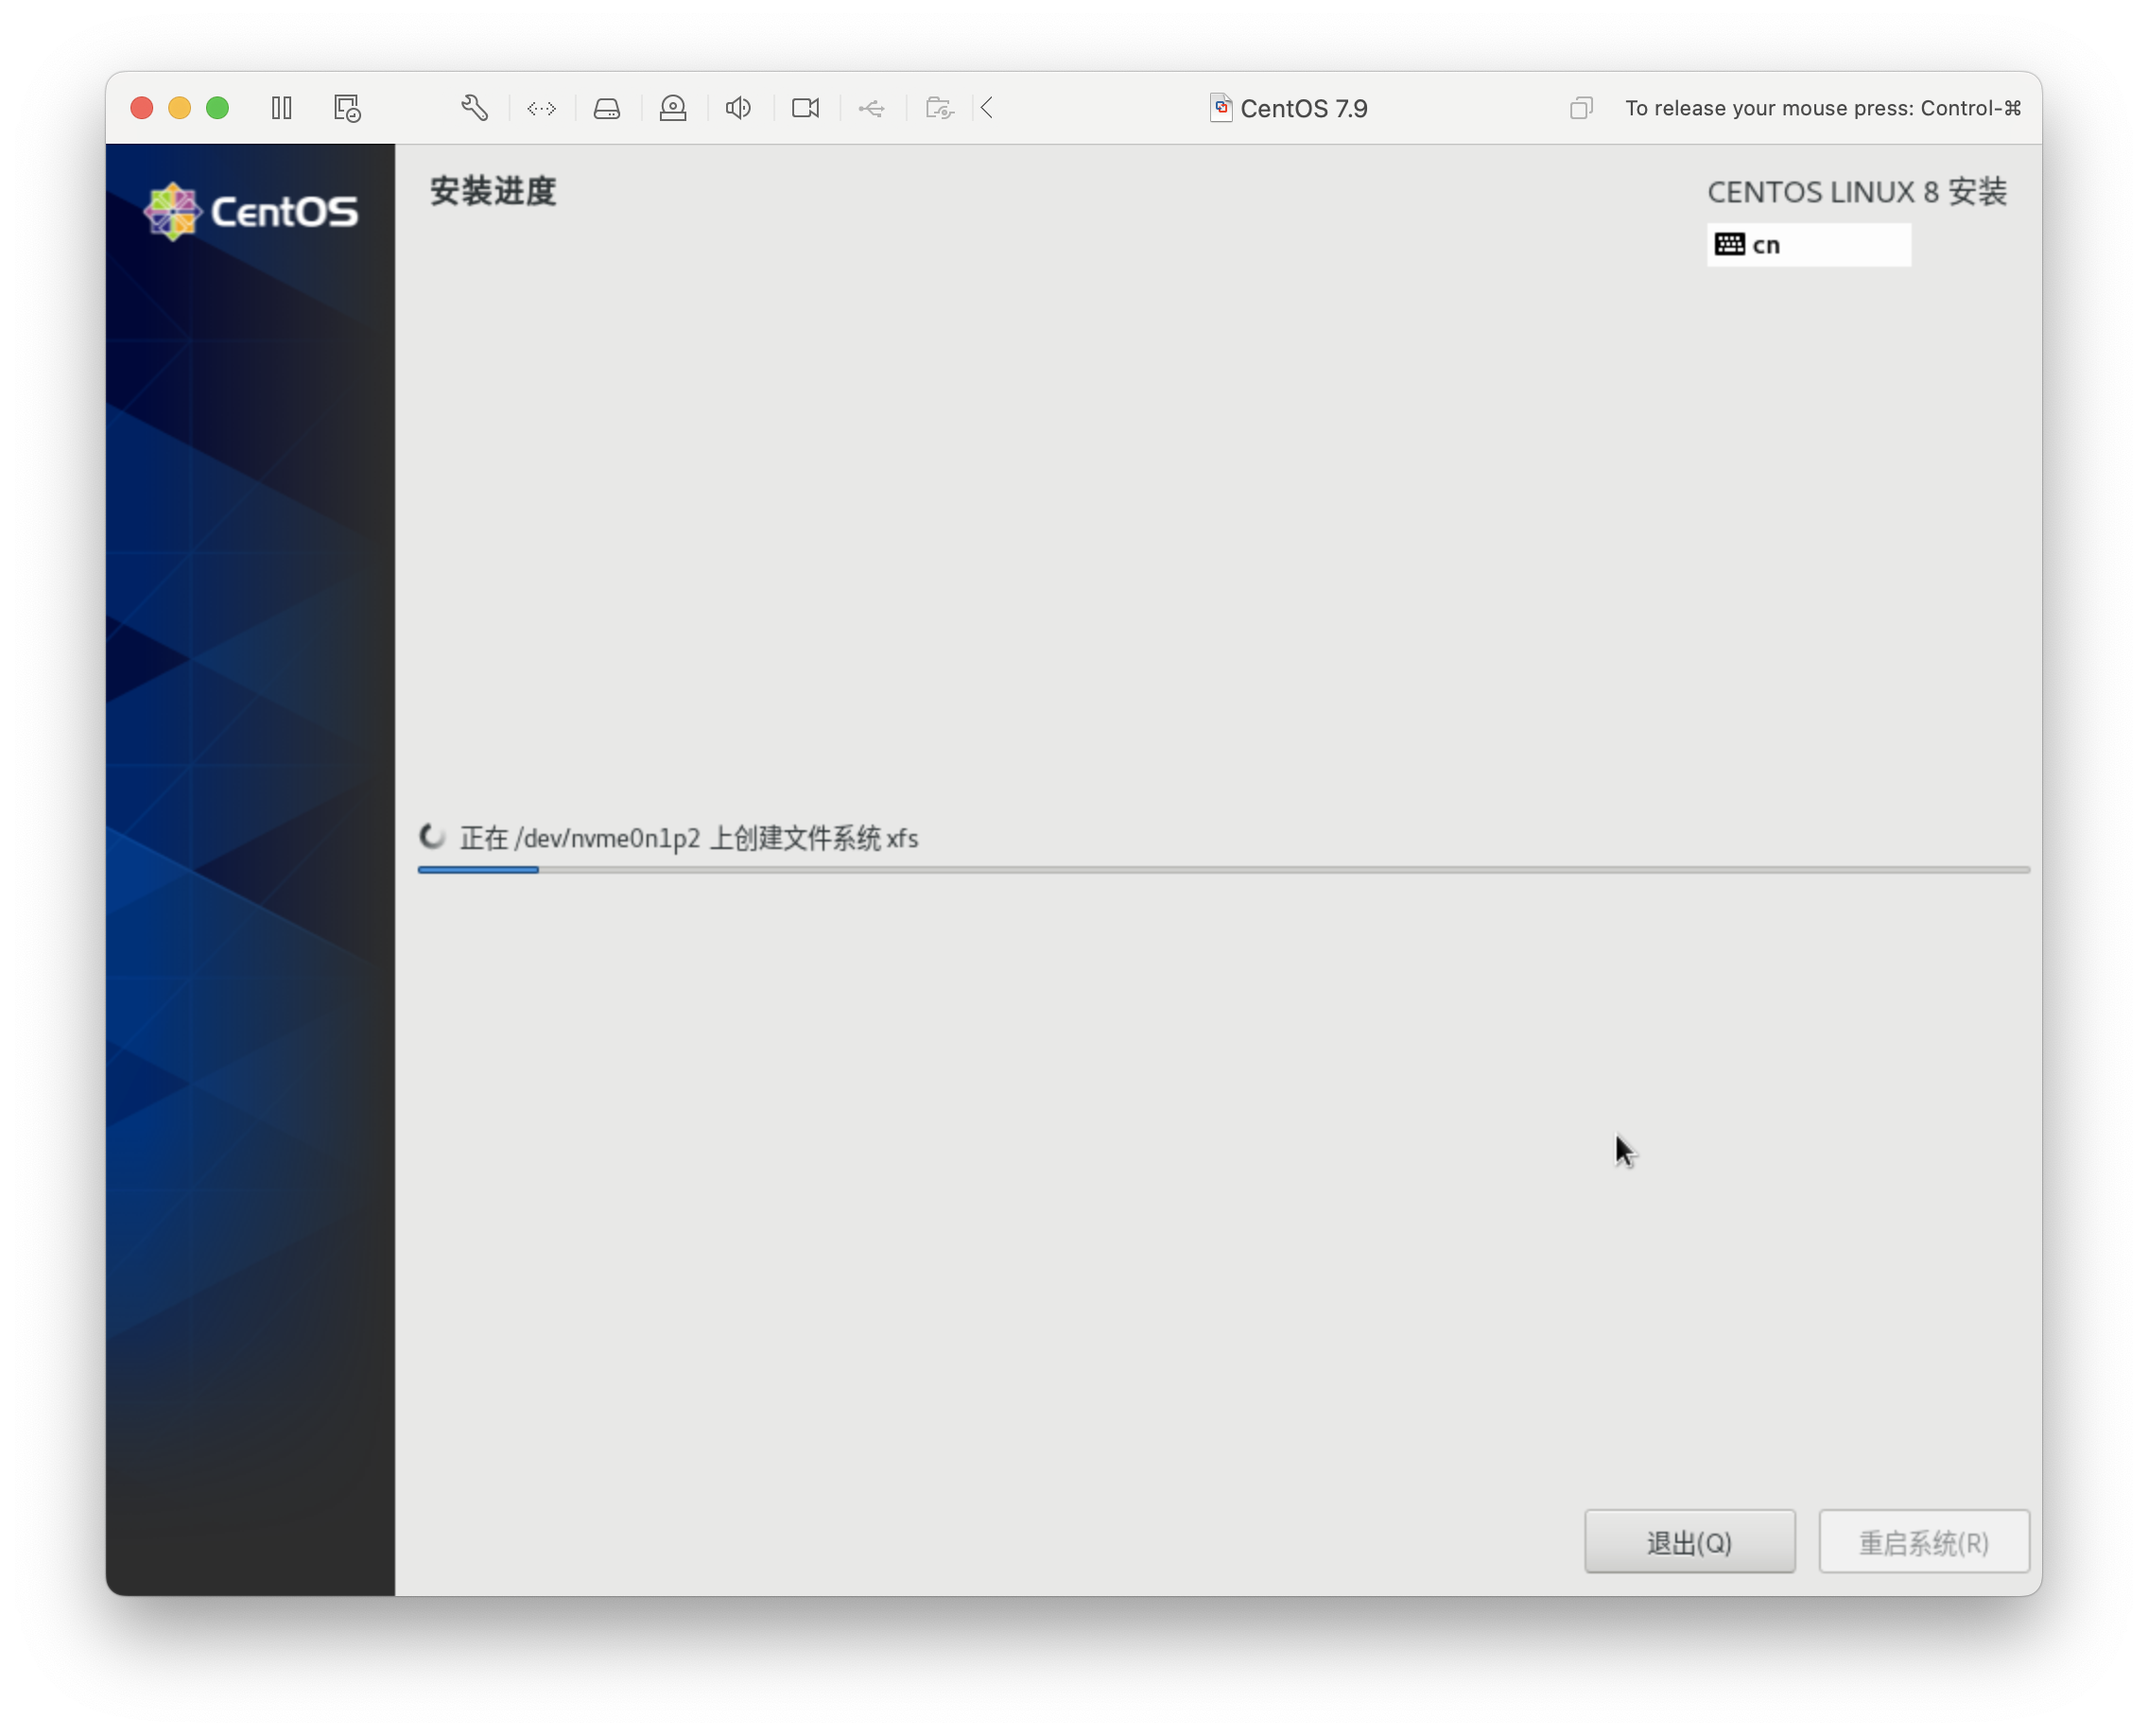 CentOS 7.9
To release your mouse press: Control-⌘
CentOS
安装进度
CENTOS LINUX 8 安装
cn
正在 /dev/nvme0n1p2 上创建文件系统 xfs
退出(Q)
重启系统(R)